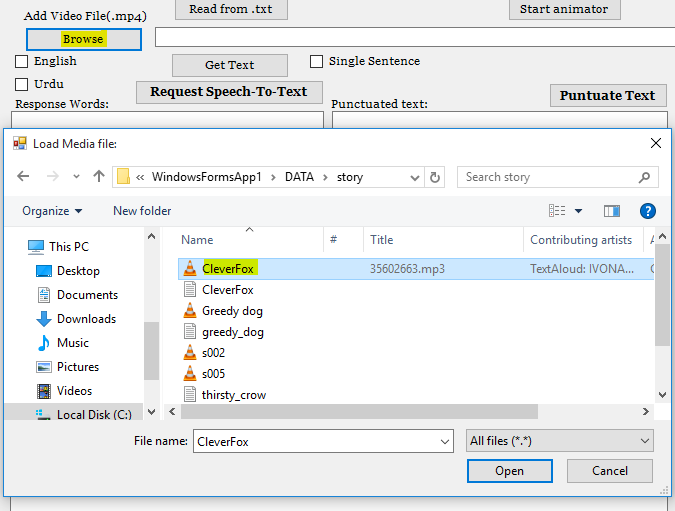 Add Video File(.mp4)
Read from .txt
Start animator
Browse
English
Get Text
Single Sentence
Urdu
Request Speech-To-Text
Puntuate Text
Response Words:
Punctuated text:
Load Media file:
« WindowsFormsApp1 › DATA › story
Search story
Organize
New folder
This PC
Desktop
Documents
Downloads
Music
Pictures
Videos
Local Disk (C:)
Name # Title Contributing artists
CleverFox 35602663.mp3 TextAloud: IVONA...
CleverFox
Greedy dog
greedy_dog
s002
s005
thirsty_crow
File name: CleverFox All files (*.*)
Open Cancel